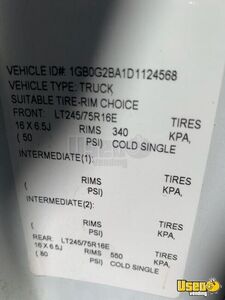 VEHICLE ID#: 1GB0G2BA1D1124568
VEHICLE TYPE: TRUCK
SUITABLE TIRE-RIM CHOICE
FRONT: LT245/75R16E TIRES
16 X 6.5J RIMS 340 KPA,
( 50 PSI) COLD SINGLE
INTERMEDIATE(1):
TIRES
RIMS KPA,
( PSI)
INTERMEDIATE(2):
TIRES
RIMS KPA,
( PSI)
REAR: LT245/75R16E TIRES
16 X 6.5J RIMS 550 KPA,
( 80 PSI) COLD SINGLE
Used
vending